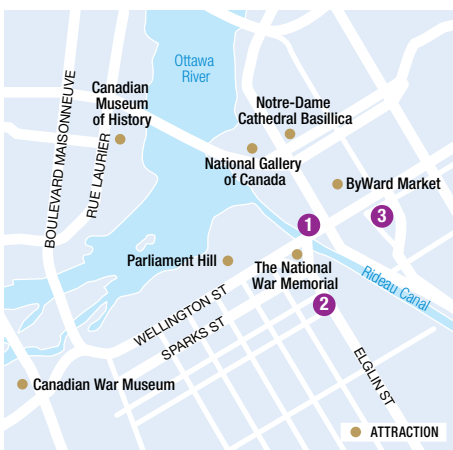 Ottawa
River
Canadian
Museum
of History
Notre-Dame
Cathedral Basillica
BOULEVARD MAISONNEUVE
RUE LAURIER
National Gallery
of Canada
ByWard Market
3
1
Parliament Hill
The National
War Memorial
Rideau Canal
2
WELLINGTON ST
SPARKS ST
ELGLIN ST
Canadian War Museum
ATTRACTION